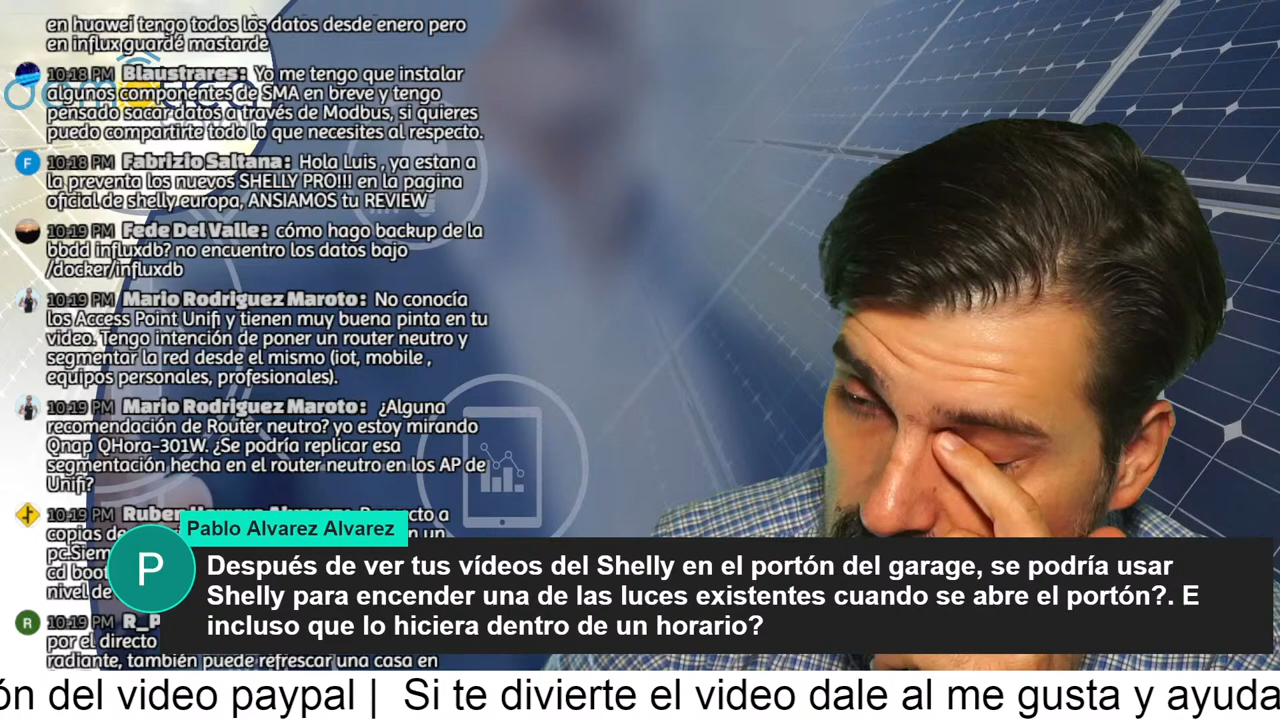 en huawei tengo todos los datos desde enero pero
en influx guardé mastarde
10:18 PM Blaustrares: Yo me tengo que instalar
algunos componentes de SMA en breve y tengo
pensado sacar datos a través de Modbus, si quieres
puedo compartirte todo lo que necesites al respecto.
F 10:18 PM Fabrizio Saltana: Hola Luis , ya estan a
la preventa los nuevos SHELLY PRO!!! en la pagina
oficial de shelly europa, ANSIAMOS tu REVIEW
10:19 PM Fede Del Valle: cómo hago backup de la
bbdd influxdb? no encuentro los datos bajo
/docker/influxdb
10:19 PM Mario Rodriguez Maroto: No conocía
los Access Point Unifi y tienen muy buena pinta en tu
video. Tengo intención de poner un router neutro y
segmentar la red desde el mismo (iot, mobile ,
equipos personales, profesionales).
10:19 PM Mario Rodriguez Maroto: ¿Alguna
recomendación de Router neutro? yo estoy mirando
Qnap QHora-301W. ¿Se podría replicar esa
segmentación hecha en el router neutro en los AP de
Unifi?
10:19 PM Ruben
copias de
pc.Siem
cd boot
nivel de
Pablo Alvarez Alvarez
P
Después de ver tus vídeos del Shelly en el portón del garage, se podría usar
Shelly para encender una de las luces existentes cuando se abre el portón?. E
incluso que lo hiciera dentro de un horario?
R 10:19 PM R_P
por el directo
radiante, también puede refrescar una casa en
ón del video paypal | Si te divierte el video dale al me gusta y ayuda